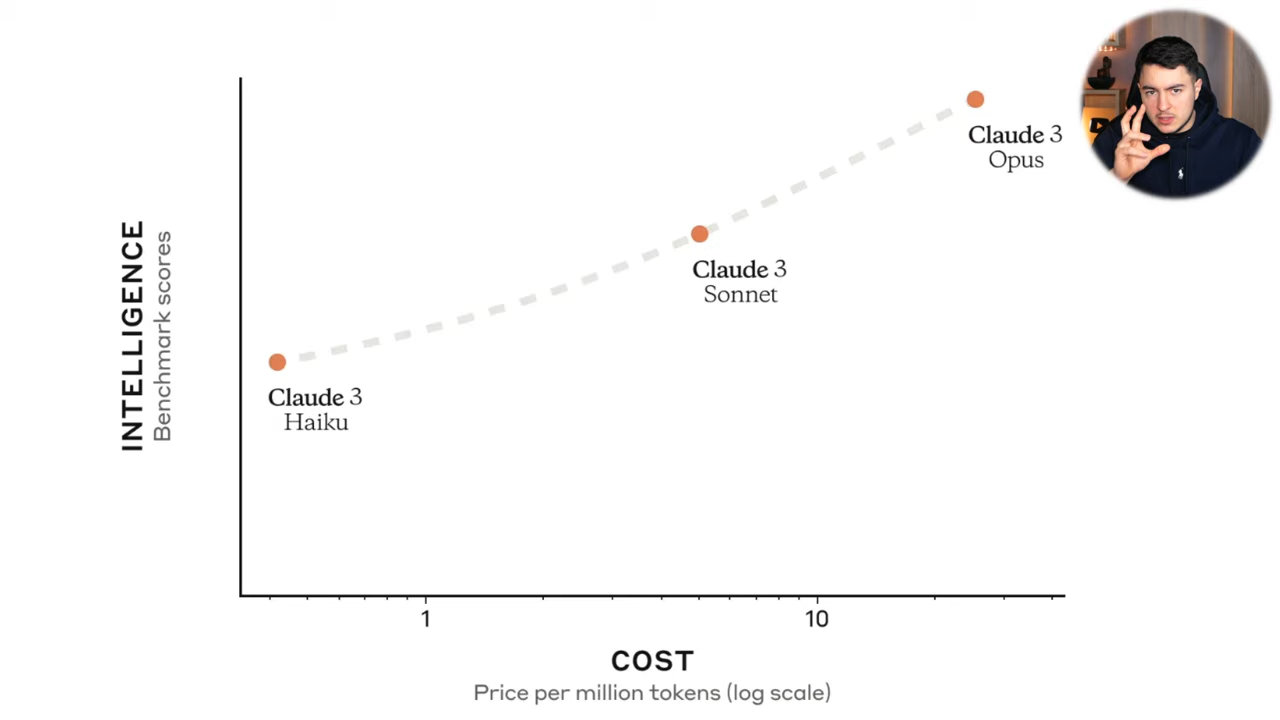 INTELLIGENCE
Benchmark scores
Claude 3
Opus
Claude 3
Sonnet
Claude 3
Haiku
1
10
COST
Price per million tokens (log scale)